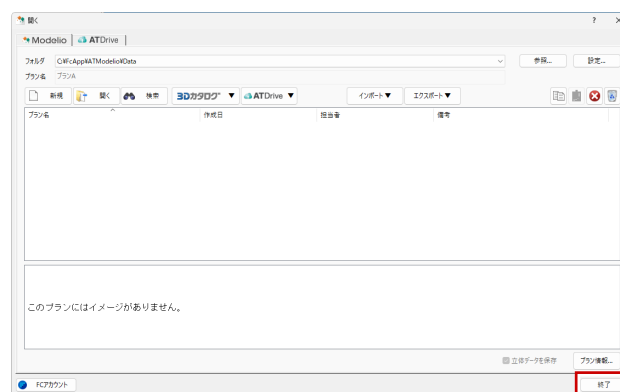 開く ?
Modelio ATDrive
フォルダ C:¥FcApp¥ATModelio¥Data 参照... 設定...
プラン名 プランA
新規 開く 検索 3Dカタログ ▼ ATDrive ▼ インポート▼ エクスポート▼
プラン名 作成日 担当者 備考
このプランにはイメージがありません。
立体データを保存 プラン情報...
FCアカウント 終了